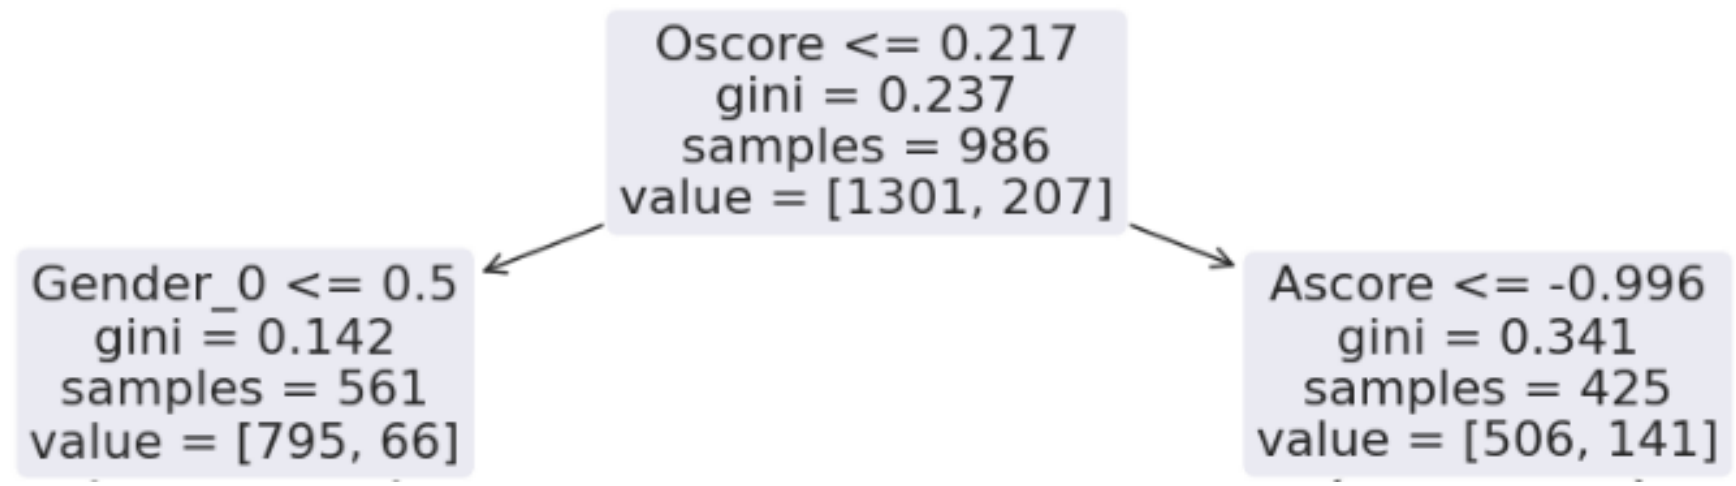 Oscore <= 0.217
gini = 0.237
samples = 986
value = [1301, 207]
Gender_0 <= 0.5
gini = 0.142
samples = 561
value = [795, 66]
Ascore <= -0.996
gini = 0.341
samples = 425
value = [506, 141]